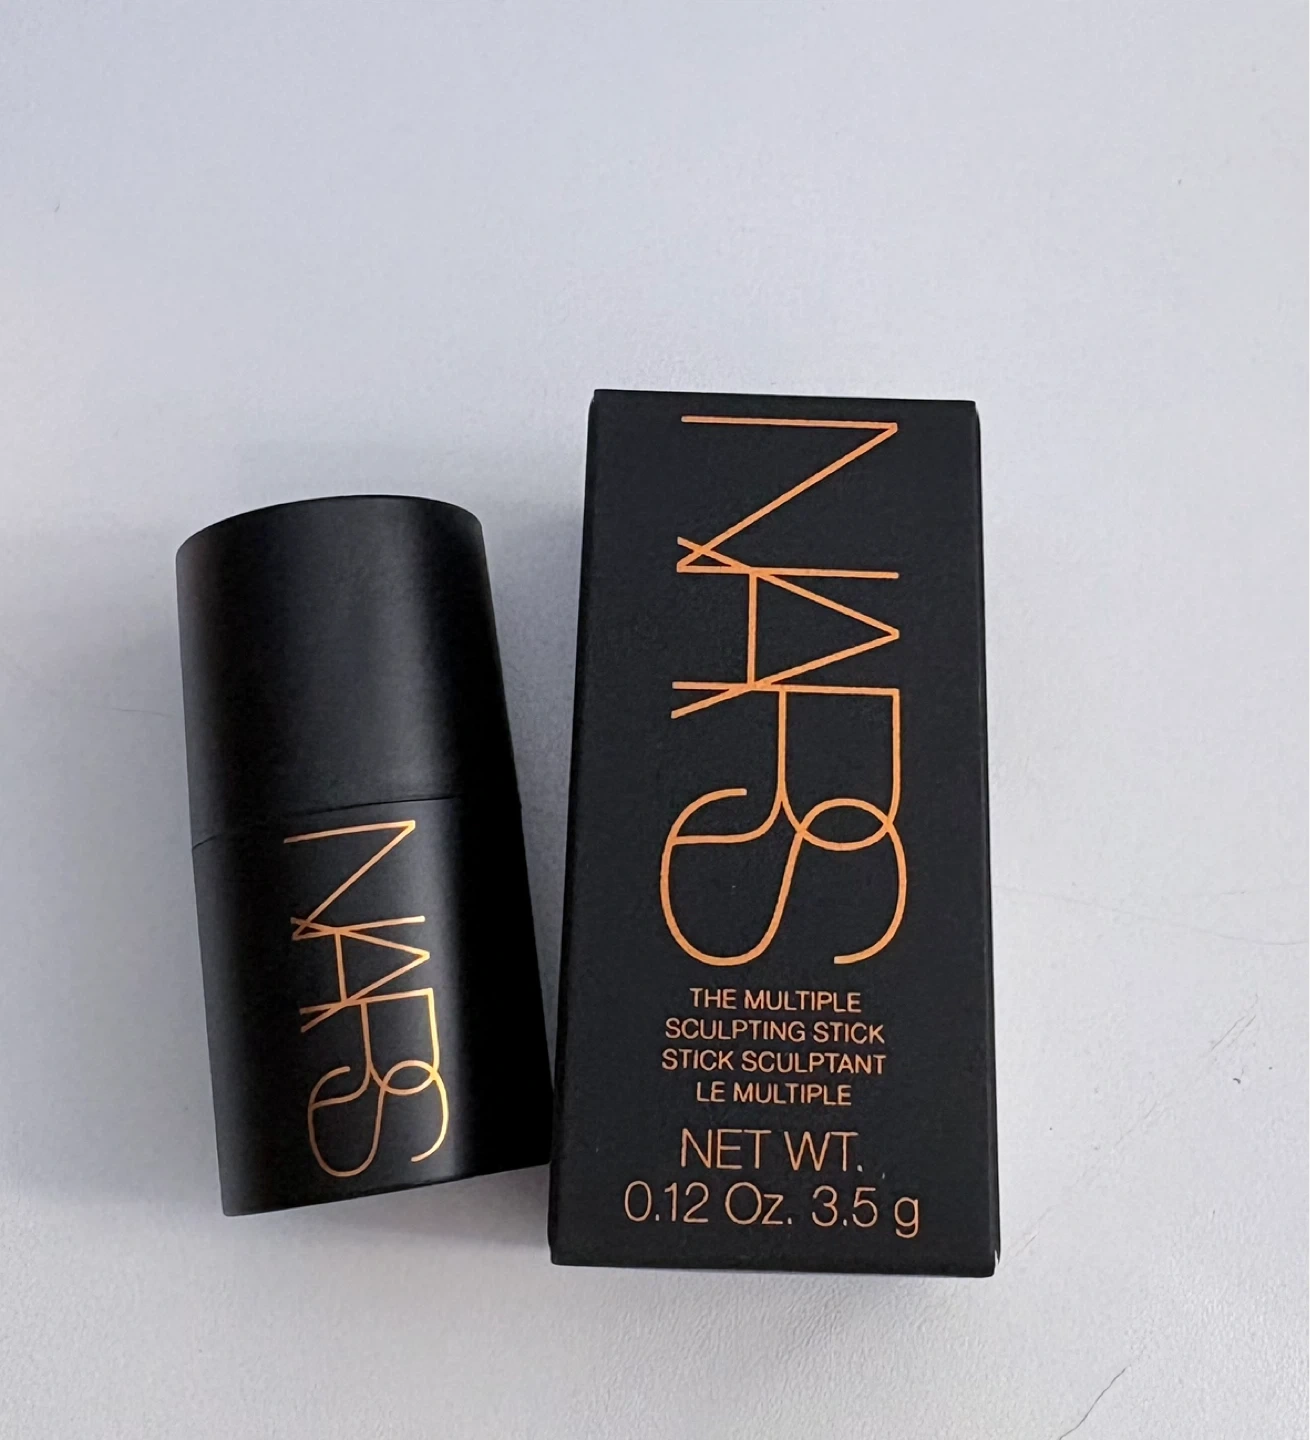 NARS
NARS
THE MULTIPLE
SCULPTING STICK
STICK SCULPTANT
LE MULTIPLE
NET WT.
0.12 Oz. 3.5 g